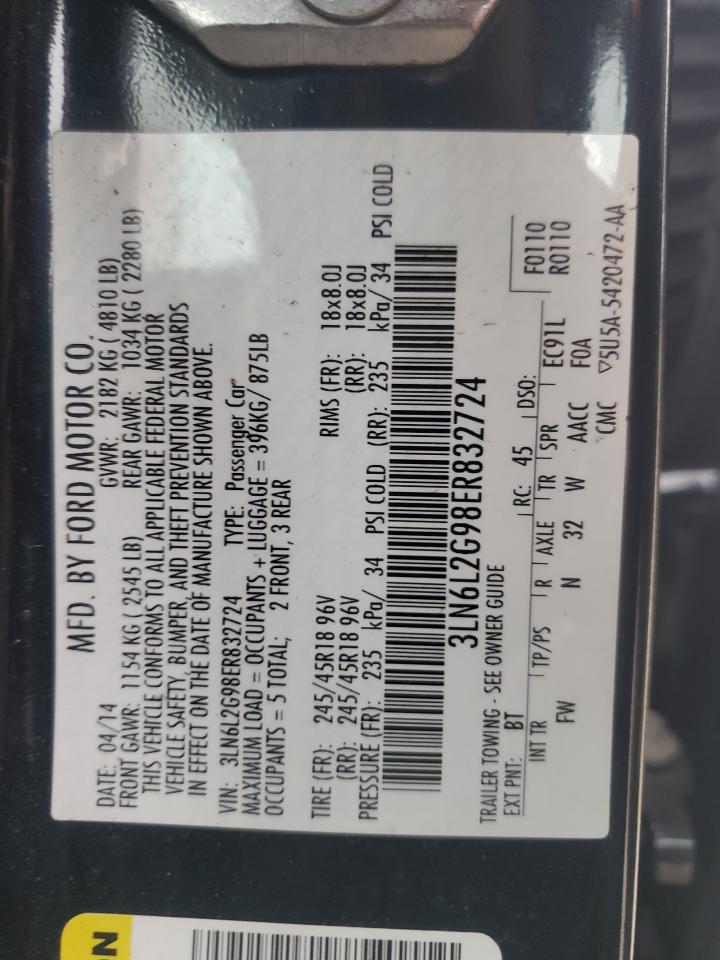 MFD. BY FORD MOTOR CO.
DATE: 04/14 GVWR: 2182 KG ( 4810 LB)
FRONT GAWR: 1154 KG ( 2545 LB) REAR GAWR: 1034 KG ( 2280 LB)
THIS VEHICLE CONFORMS TO ALL APPLICABLE FEDERAL MOTOR
VEHICLE SAFETY, BUMPER, AND THEFT PREVENTION STANDARDS
IN EFFECT ON THE DATE OF MANUFACTURE SHOWN ABOVE.
VIN: 3LN6L2G98ER832724 TYPE: Passenger Car
MAXIMUM LOAD = OCCUPANTS + LUGGAGE = 396KG/ 875LB
OCCUPANTS = 5 TOTAL; 2 FRONT, 3 REAR
TIRE (FR): 245/45R18 96V RIMS (FR): 18x8.0J
(RR): 245/45R18 96V (RR): 18x8.0J
PRESSURE (FR): 235 kPa/ 34 PSI COLD (RR): 235 kPa/ 34 PSI COLD
3LN6L2G98ER832724
TRAILER TOWING - SEE OWNER GUIDE
EXT PNT: BT RC: 45 DSO: F0110
R0110
INT TR TP/PS R AXLE TR SPR EC91L
FW N 32 W AACC F0A
CMC ▽5U5A-5420472-AA
ON